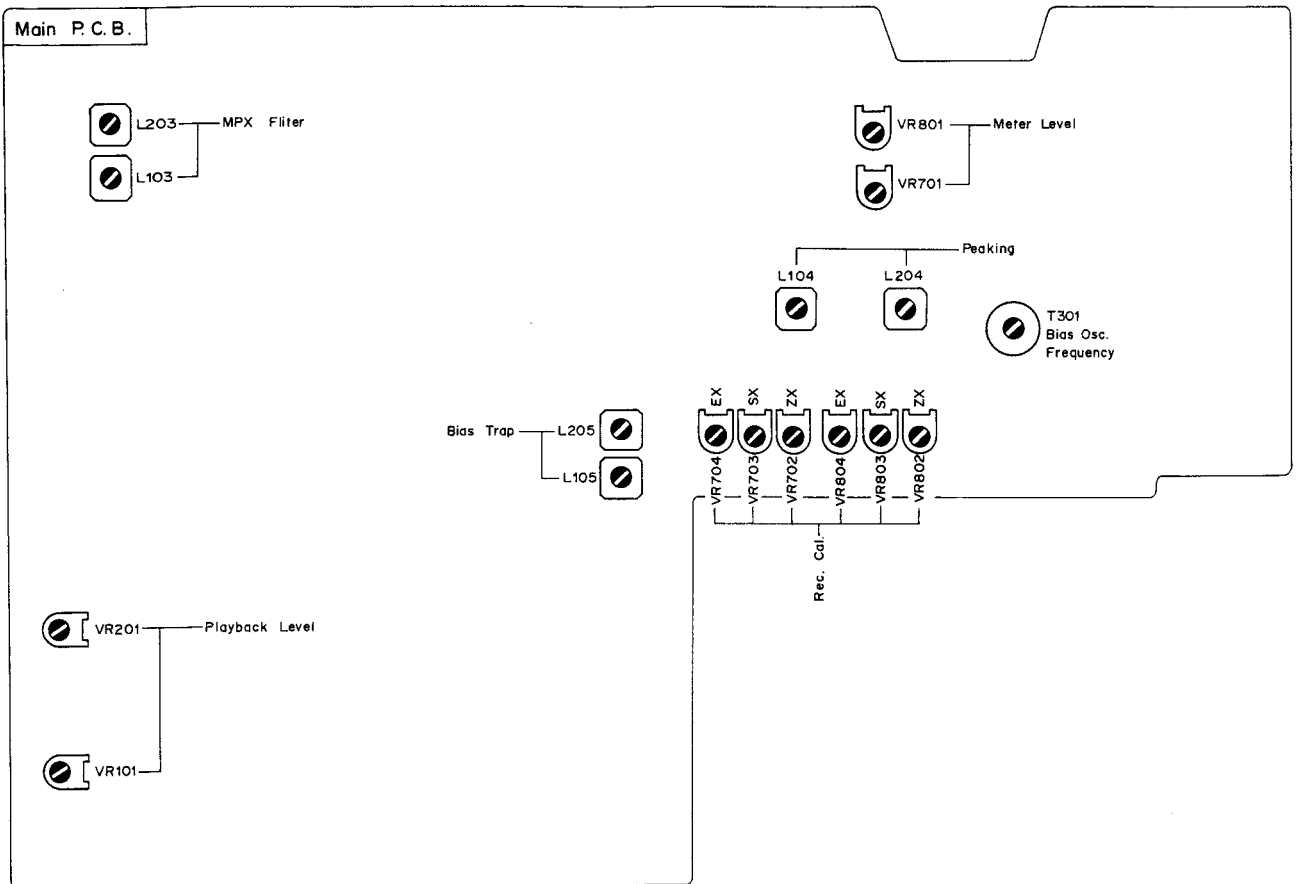 Main P.C.B.
L203 MPX Fliter
L103
VR801 Meter Level
VR701
Peaking
L104 L204
T301
Bias Osc.
Frequency
EX SX ZX EX SX ZX
Bias Trap L205
L105
VR704 VR703 VR702 VR804 VR803 VR802
Rec. Cal.
VR201 Playback Level
VR101